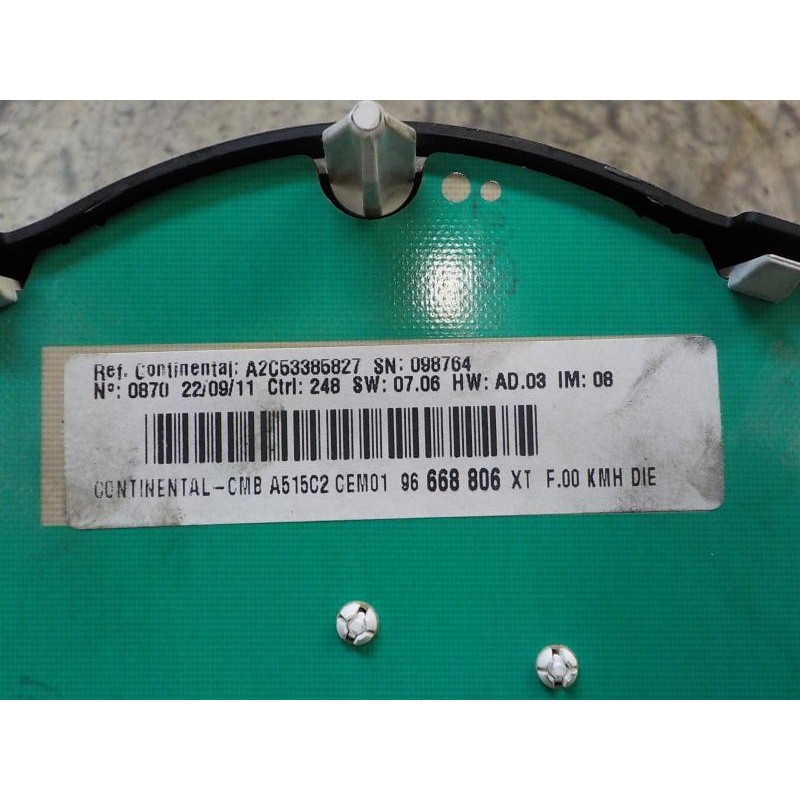 Ref. Continental: A2C53385827 SN: 098764
Nº: 0870 22/09/11 Ctrl: 248 SW: 07.06 HW: AD.03 IM: 08
CONTINENTAL-CMB A515C2 CEM01 96 668 806 XT F.00 KMH DIE